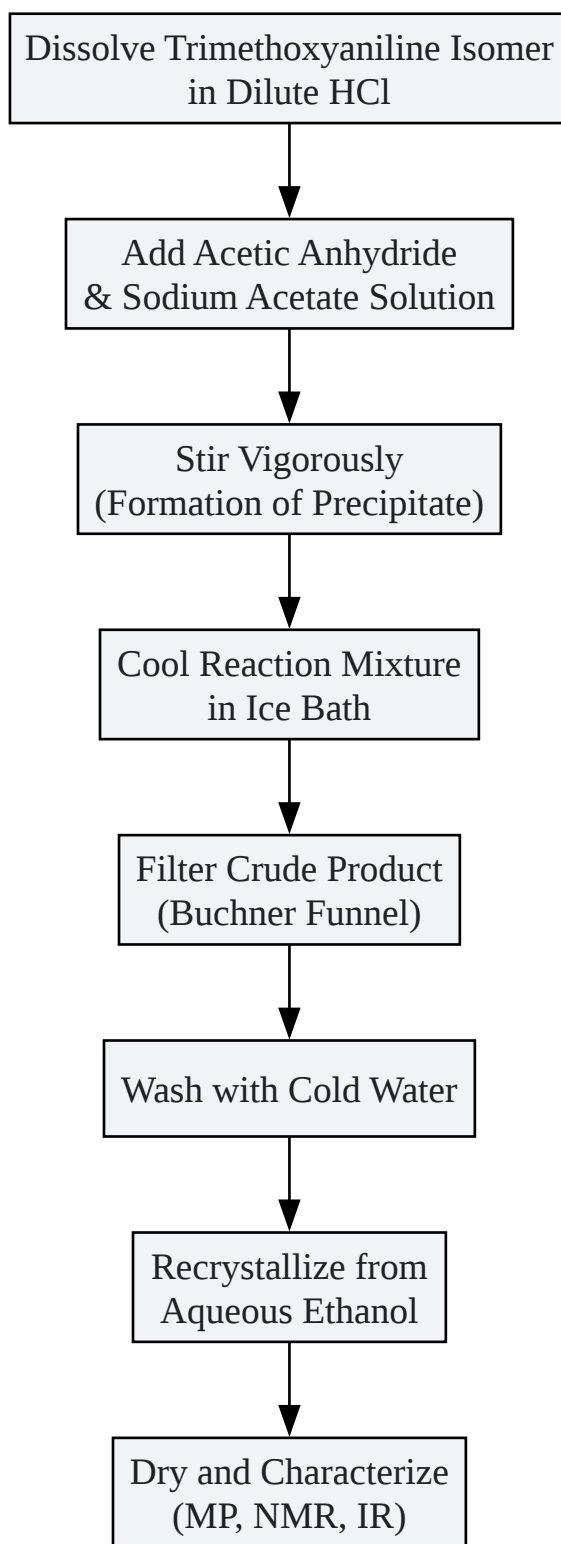 Dissolve Trimethoxyaniline Isomer
in Dilute HCl
Add Acetic Anhydride
& Sodium Acetate Solution
Stir Vigorously
(Formation of Precipitate)
Cool Reaction Mixture
in Ice Bath
Filter Crude Product
(Buchner Funnel)
Wash with Cold Water
Recrystallize from
Aqueous Ethanol
Dry and Characterize
(MP, NMR, IR)